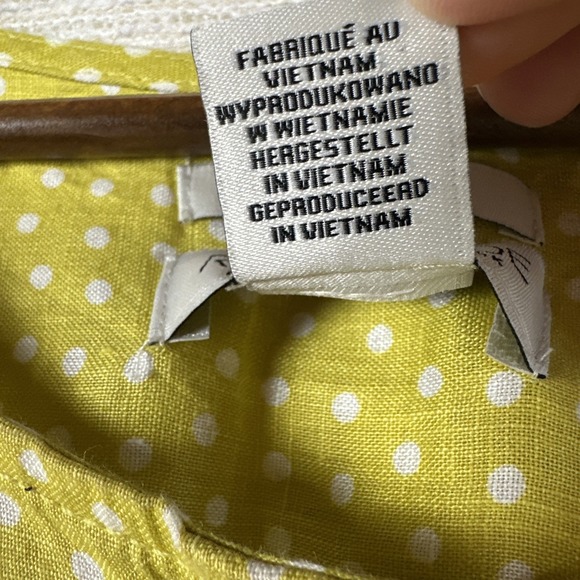 FABRIQUÉ AU
VIETNAM
WYPRODUKOWANO
W WIETNAMIE
HERGESTELLT
IN VIETNAM
GEPRODUCEERD
IN VIETNAM